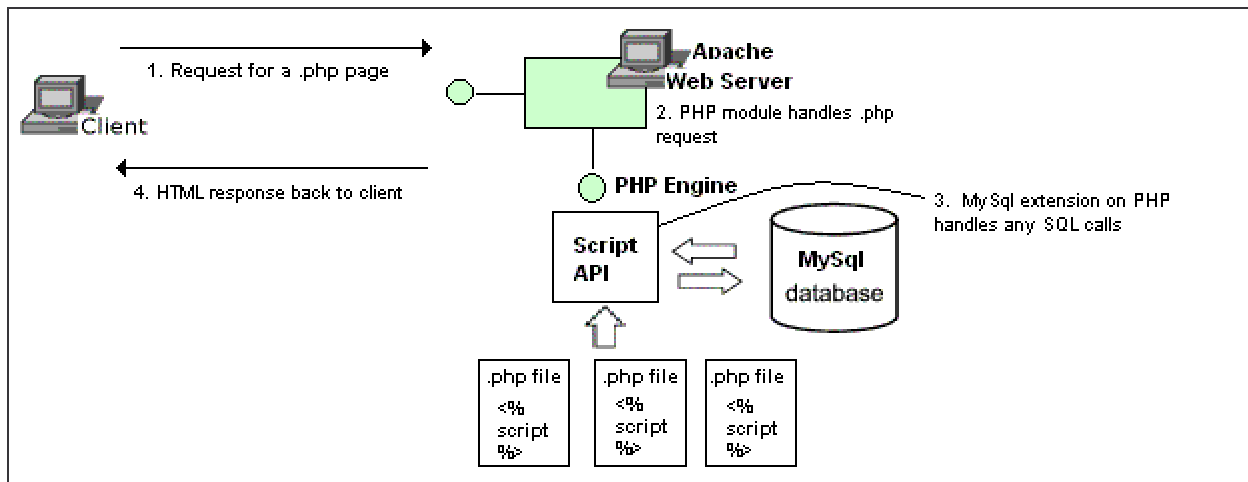 1. Request for a .php page
Client
4. HTML response back to client
Apache
Web Server
2. PHP module handles .php
request
PHP Engine
3. MySql extension on PHP
handles any SQL calls
Script
API
MySql
database
.php file
<%
script
%>
.php file
<%
script
%>
.php file
<%
script
%>